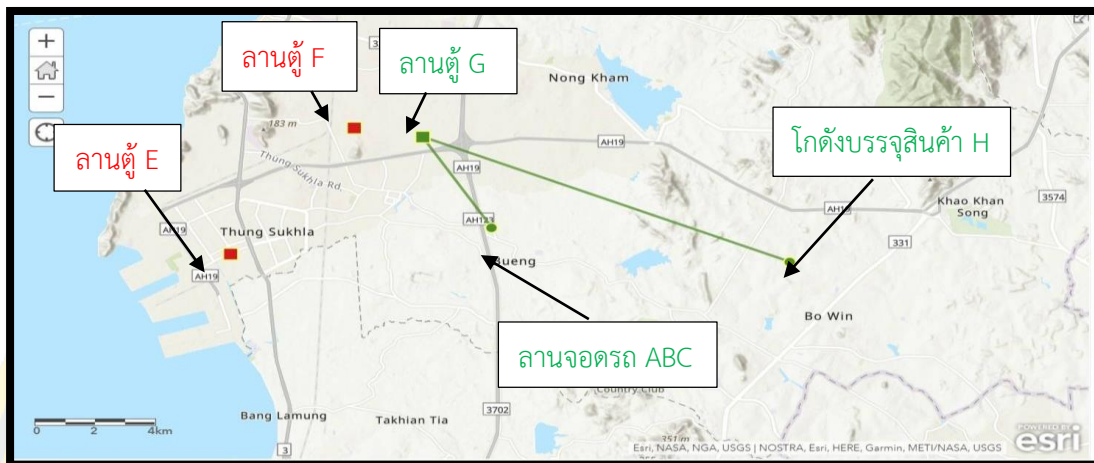 ลานตู้ F
ลานตู้ G
Nong Kham
183 m
ลานตู้ E
Thung Sukhla Rd.
AH19
AH19
โกดังบรรจุสินค้า H
Khao Khan
Song
3574
AH19
Thung Sukhla
AH123
331
AH19
Bo Win
ลานจอดรถ ABC
Country Club
Bang Lamung
Takhian Tia
3702
0 2 4km
3
351 m
Esri, NASA, NGA, USGS | NOSTRA, Esri, HERE, Garmin, METI/NASA, USGS
POWERED BY
esri